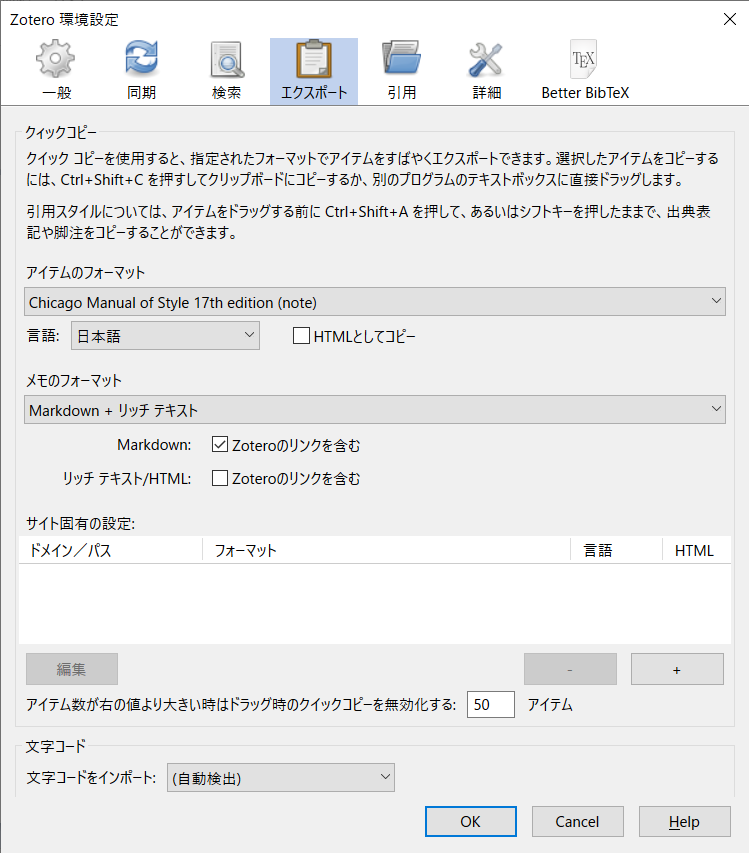 Zotero 環境設定
一般 同期 検索 エクスポート 引用 詳細 Better BibTeX
TEX
クィックコピー
クイック コピーを使用すると、指定されたフォーマットでアイテムをすばやくエクスポートできます。選択したアイテムをコピーする
には、Ctrl+Shift+C を押すしてクリップボードにコピーするか、別のプログラムのテキストボックスに直接ドラッグします。
引用スタイルについては、アイテムをドラッグする前に Ctrl+Shift+A を押して、あるいはシフトキーを押したままで、出典表
記や脚注をコピーすることができます。
アイテムのフォーマット
Chicago Manual of Style 17th edition (note)
言語: 日本語 HTMLとしてコピー
メモのフォーマット
Markdown + リッチ テキスト
Markdown: Zoteroのリンクを含む
リッチ テキスト/HTML: Zoteroのリンクを含む
サイト固有の設定:
ドメイン／パス フォーマット 言語 HTML
編集 - +
アイテム数が右の値より大きい時はドラッグ時のクイックコピーを無効化する: 50 アイテム
文字コード
文字コードをインポート: (自動検出)
OK Cancel Help